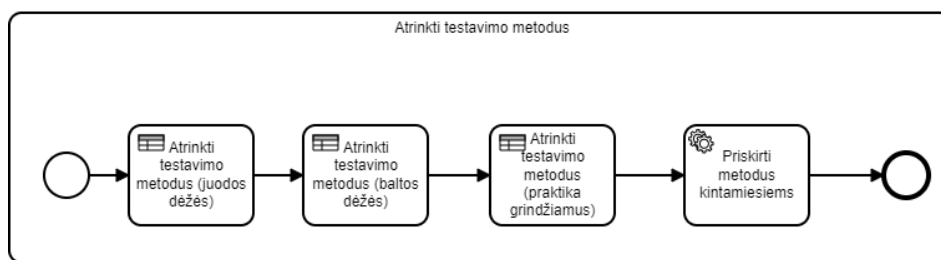 Atrinkti testavimo metodus
Atrinkti
testavimo
metodus (juodos
dėžės)
Atrinkti
testavimo
metodus (baltos
dėžės)
Atrinkti
testavimo
metodus
(praktika
grindžiamus)
Priskirti
metodus
kintamiesiems